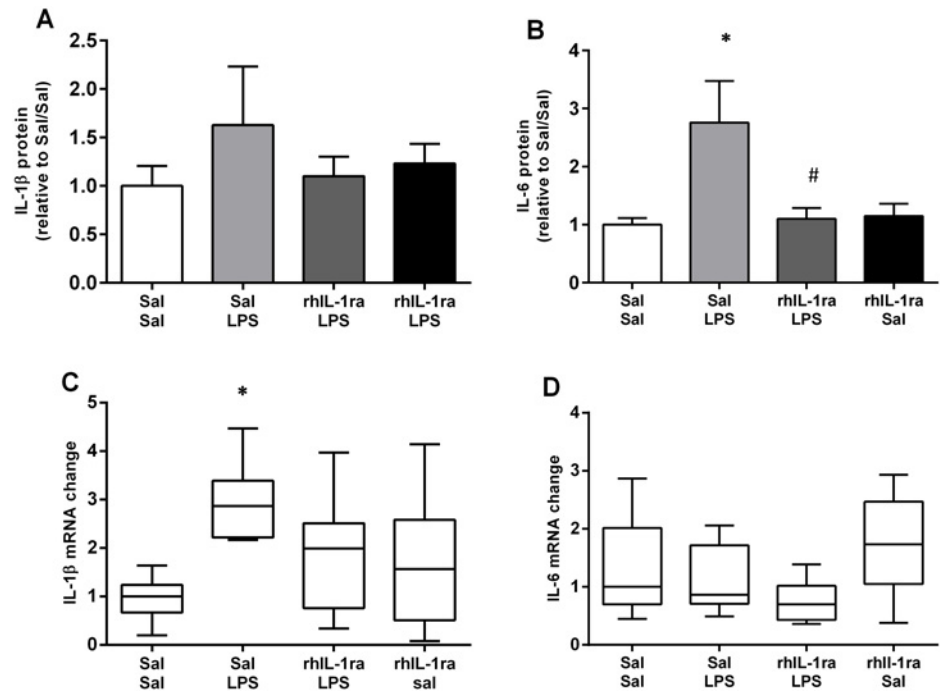 A
IL-1β protein
(relative to Sal/Sal)
2.5
2.0
1.5
1.0
0.5
0.0
Sal
Sal
Sal
LPS
rhIL-1ra
LPS
rhIL-1ra
LPS
B
IL-6 protein
(relative to Sal/Sal)
4
3
2
1
0
*
#
Sal
Sal
Sal
LPS
rhIL-1ra
LPS
rhIL-1ra
Sal
C
IL-1β mRNA change
5
4
3
2
1
0
*
Sal
Sal
Sal
LPS
rhIL-1ra
LPS
rhIL-1ra
sal
D
IL-6 mRNA change
4
3
2
1
0
Sal
Sal
Sal
LPS
rhIL-1ra
LPS
rhIl-1ra
Sal